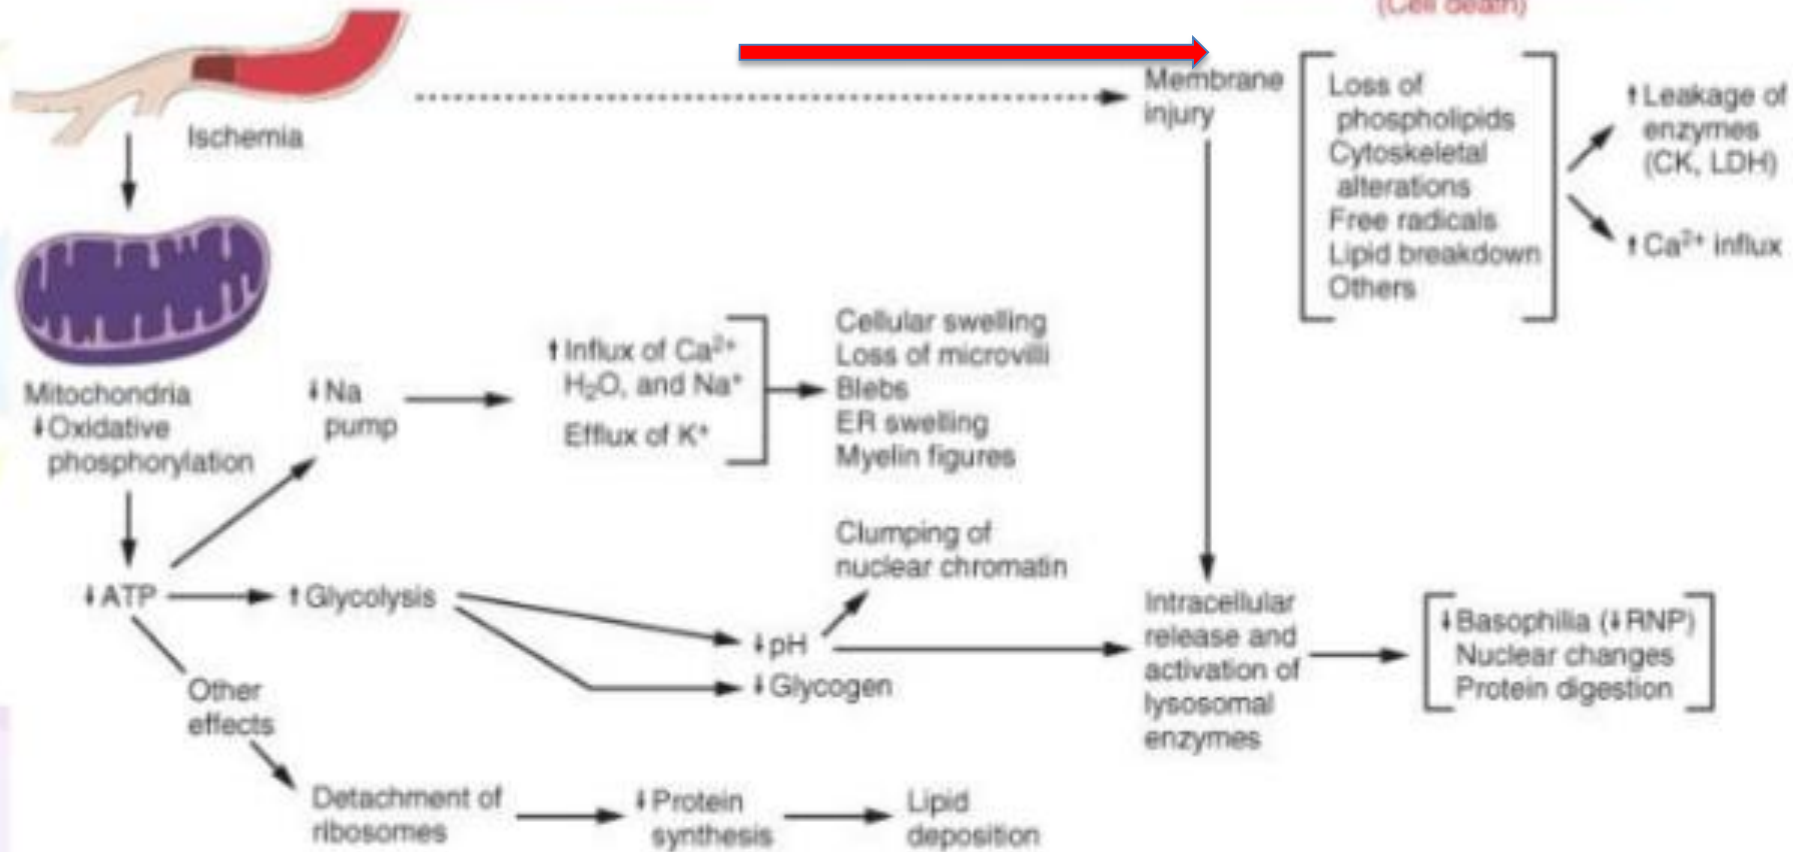 (Cell death)
Ischemia
Membrane
injury
Loss of
phospholipids
Cytoskeletal
alterations
Free radicals
Lipid breakdown
Others
↑Leakage of
enzymes
(CK, LDH)
↑Ca²⁺ influx
Mitochondria
↓Oxidative
phosphorylation
↓Na
pump
↑Influx of Ca²⁺
H₂O, and Na⁺
Efflux of K⁺
Cellular swelling
Loss of microvilli
Blebs
ER swelling
Myelin figures
Clumping of
nuclear chromatin
↓ATP
↑Glycolysis
↓pH
↓Glycogen
Intracellular
release and
activation of
lysosomal
enzymes
↓Basophilia (↓RNP)
Nuclear changes
Protein digestion
Other
effects
Detachment of
ribosomes
↓Protein
synthesis
Lipid
deposition